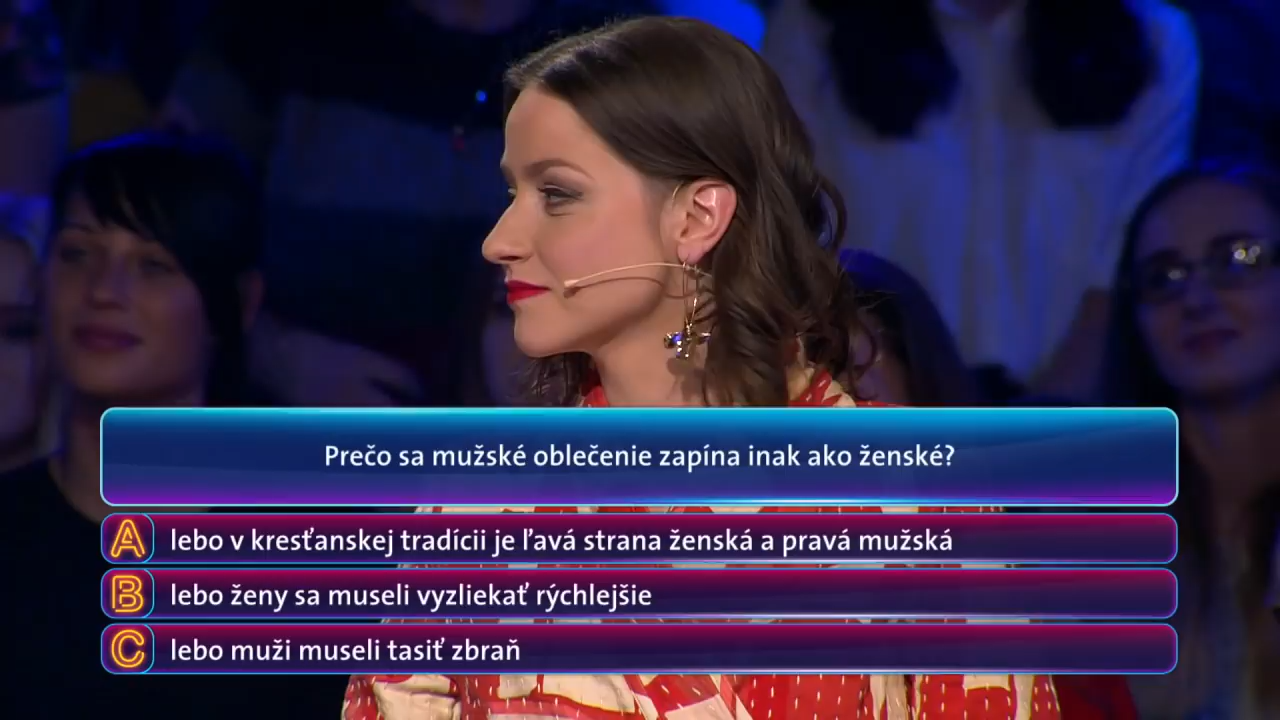 Prečo sa mužské oblečenie zapína inak ako ženské?
A lebo v kresťanskej tradícii je ľavá strana ženská a pravá mužská
B lebo ženy sa museli vyzliekať rýchlejšie
C lebo muži museli tasiť zbraň